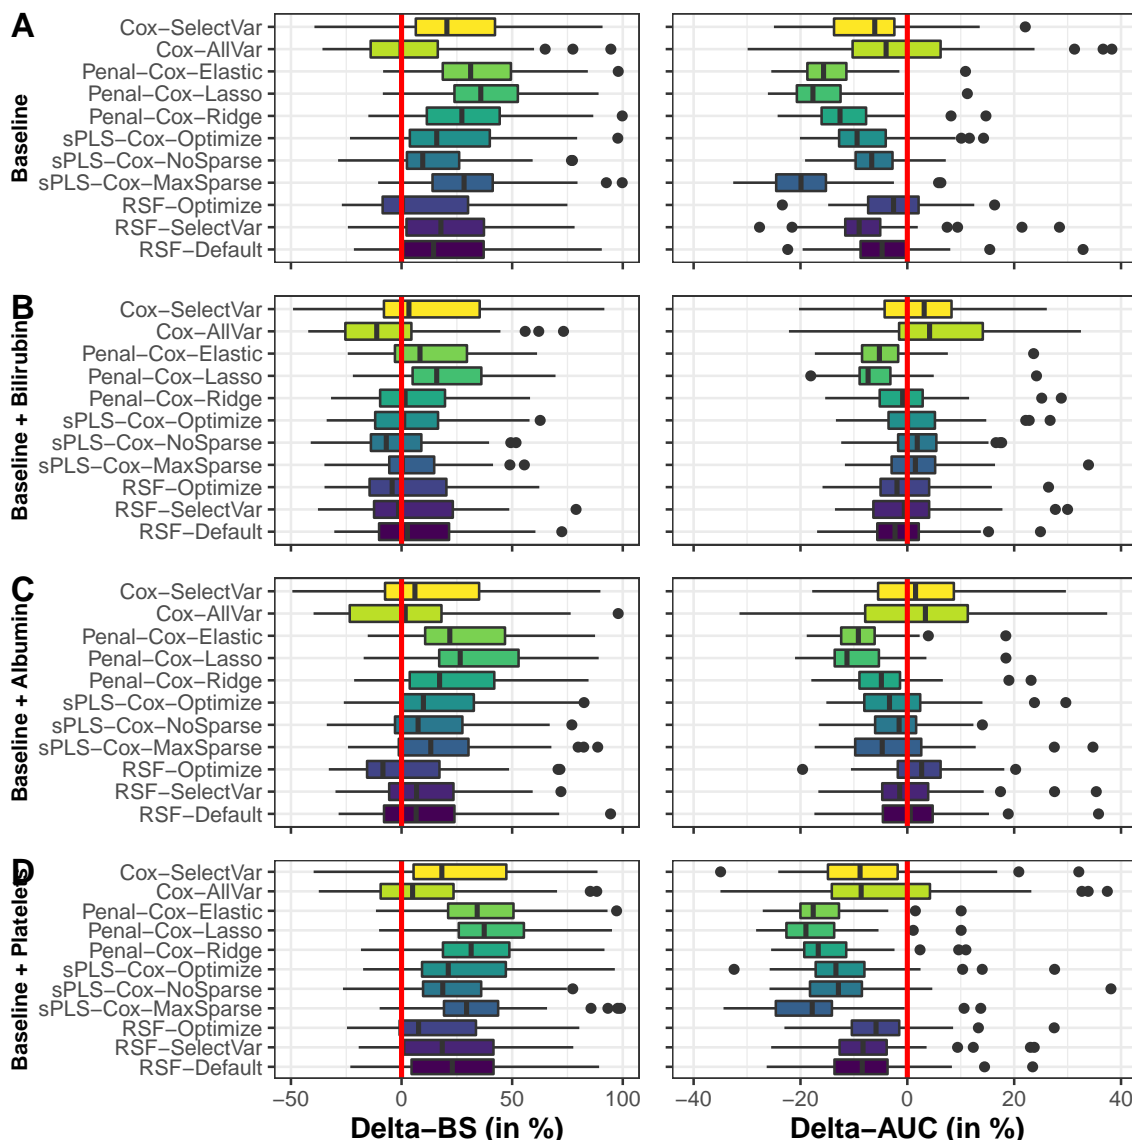 A
Baseline
Cox−SelectVar
Cox−AllVar
Penal−Cox−Elastic
Penal−Cox−Lasso
Penal−Cox−Ridge
sPLS−Cox−Optimize
sPLS−Cox−NoSparse
sPLS−Cox−MaxSparse
RSF−Optimize
RSF−SelectVar
RSF−Default
B
Baseline + Bilirubin
Cox−SelectVar
Cox−AllVar
Penal−Cox−Elastic
Penal−Cox−Lasso
Penal−Cox−Ridge
sPLS−Cox−Optimize
sPLS−Cox−NoSparse
sPLS−Cox−MaxSparse
RSF−Optimize
RSF−SelectVar
RSF−Default
C
Baseline + Albumin
Cox−SelectVar
Cox−AllVar
Penal−Cox−Elastic
Penal−Cox−Lasso
Penal−Cox−Ridge
sPLS−Cox−Optimize
sPLS−Cox−NoSparse
sPLS−Cox−MaxSparse
RSF−Optimize
RSF−SelectVar
RSF−Default
D
Baseline + Platelets
Cox−SelectVar
Cox−AllVar
Penal−Cox−Elastic
Penal−Cox−Lasso
Penal−Cox−Ridge
sPLS−Cox−Optimize
sPLS−Cox−NoSparse
sPLS−Cox−MaxSparse
RSF−Optimize
RSF−SelectVar
RSF−Default
−50 0 50 100
−40 −20 0 20 40
Delta−BS (in %)
Delta−AUC (in %)